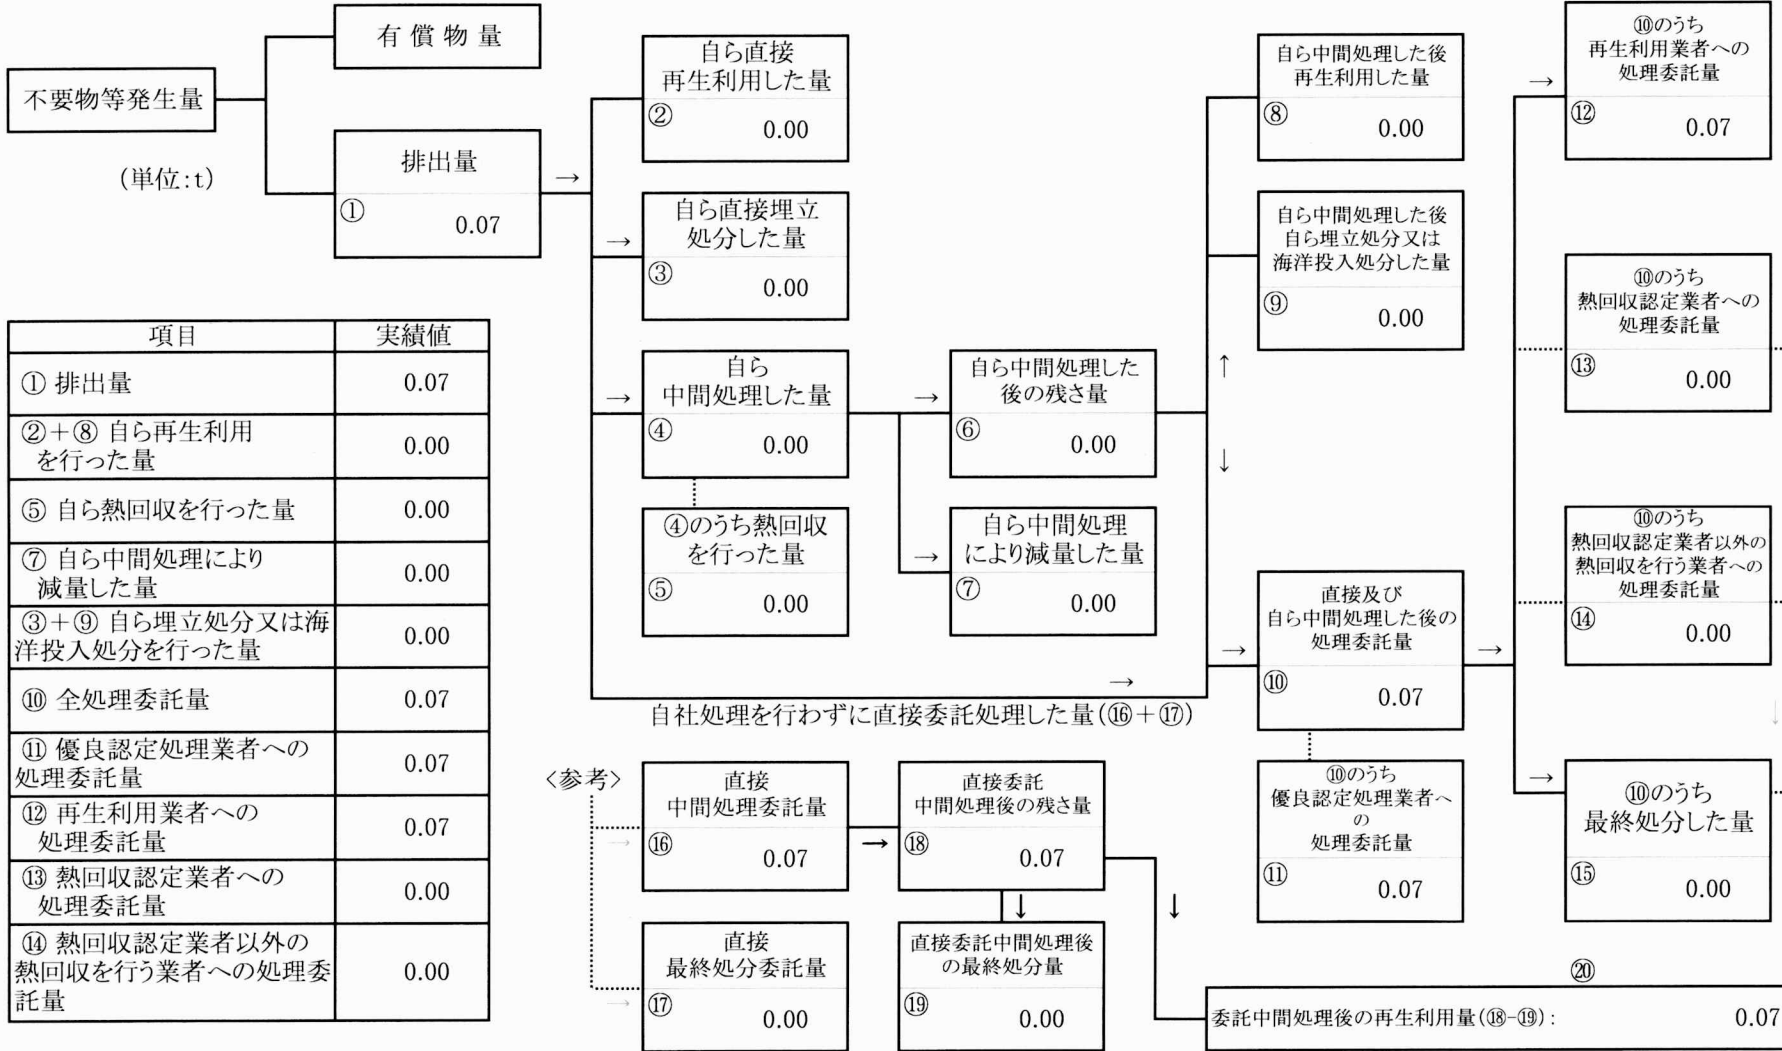 不要物等発生量
有償物量
(単位:t)
排出量
①
0.07
→
自ら直接
再生利用した量
②
0.00
→
自ら直接埋立
処分した量
③
0.00
→
自ら
中間処理した量
④
0.00
④のうち熱回収
を行った量
⑤
0.00
→
自ら中間処理した
後の残さ量
⑥
0.00
→
自ら中間処理
により減量した量
⑦
0.00
自ら中間処理した後
再生利用した量
⑧
0.00
自ら中間処理した後
自ら埋立処分又は
海洋投入処分した量
⑨
0.00
↑
↓
→
自社処理を行わずに直接委託処理した量(⑯+⑰)
→
直接及び
自ら中間処理した後の
処理委託量
⑩
0.07
⑩のうち
優良認定処理業者へ
の
処理委託量
⑪
0.07
→
→
⑩のうち
再生利用業者への
処理委託量
⑫
0.07
⑩のうち
熱回収認定業者への
処理委託量
⑬
0.00
⑩のうち
熱回収認定業者以外の
熱回収を行う業者への
処理委託量
⑭
0.00
↓
→
⑩のうち
最終処分した量
⑮
0.00
項目 実績値
① 排出量 0.07
②+⑧ 自ら再生利用
を行った量 0.00
⑤ 自ら熱回収を行った量 0.00
⑦ 自ら中間処理により
減量した量 0.00
③+⑨ 自ら埋立処分又は海
洋投入処分を行った量 0.00
⑩ 全処理委託量 0.07
⑪ 優良認定処理業者への
処理委託量 0.07
⑫ 再生利用業者への
処理委託量 0.07
⑬ 熱回収認定業者への
処理委託量 0.00
⑭ 熱回収認定業者以外の
熱回収を行う業者への処理委
託量 0.00
<参考>
→
直接
中間処理委託量
⑯
0.07
→
直接委託
中間処理後の残さ量
⑱
0.07
→
直接
最終処分委託量
⑰
0.00
↓
直接委託中間処理後
の最終処分量
⑲
0.00
↓
⑳
委託中間処理後の再生利用量(⑱-⑲): 0.07